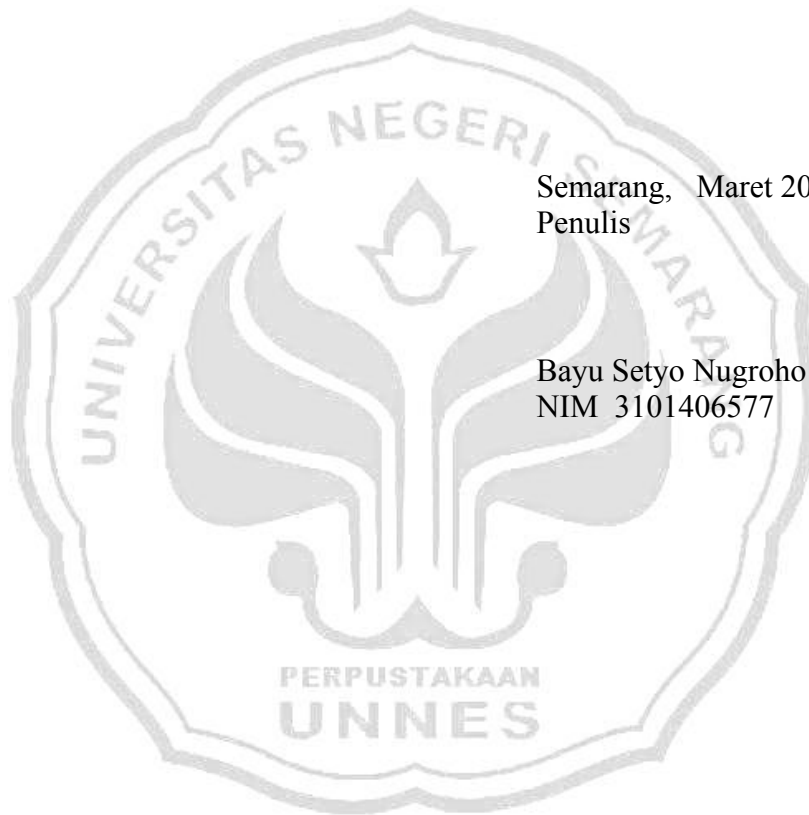 UNIVERSITAS NEGERI SEMARANG
Semarang, Maret 20
Penulis
Bayu Setyo Nugroho
NIM 3101406577
PERPUSTAKAAN
UNNES